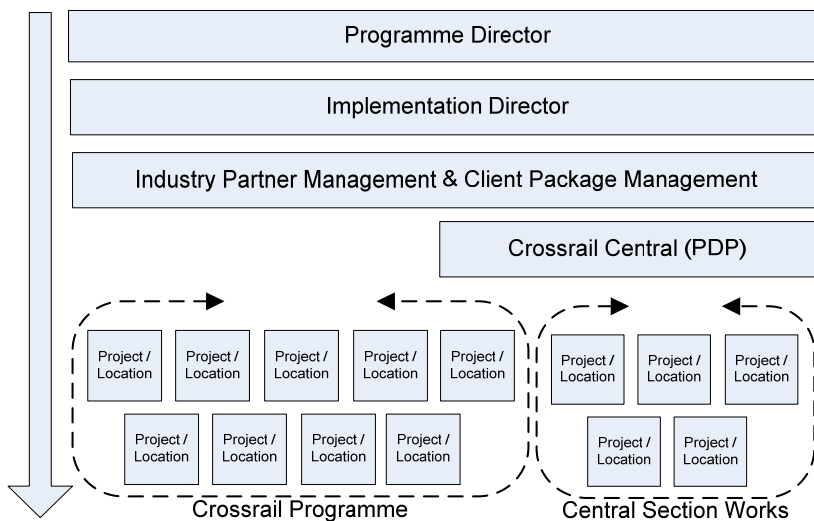 Programme Director
Implementation Director
Industry Partner Management & Client Package Management
Crossrail Central (PDP)
Project /
Location
Project /
Location
Project /
Location
Project /
Location
Project /
Location
Project /
Location
Project /
Location
Project /
Location
Project /
Location
Crossrail Programme
Project /
Location
Project /
Location
Project /
Location
Project /
Location
Project /
Location
Central Section Works